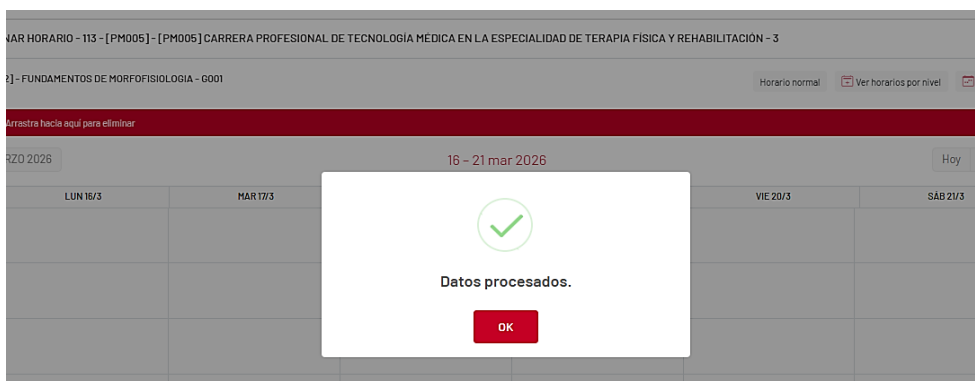 NAR HORARIO - 113 - [PM005] - [PM005] CARRERA PROFESIONAL DE TECNOLOGÍA MÉDICA EN LA ESPECIALIDAD DE TERAPIA FÍSICA Y REHABILITACIÓN - 3
2] - FUNDAMENTOS DE MORFOFISIOLOGIA - G001
Horario normal Ver horarios por nivel
Arrastra hacia aquí para eliminar
RZO 2026 16 – 21 mar 2026 Hoy
LUN 16/3 MAR 17/3 VIE 20/3 SÁB 21/3
Datos procesados.
OK